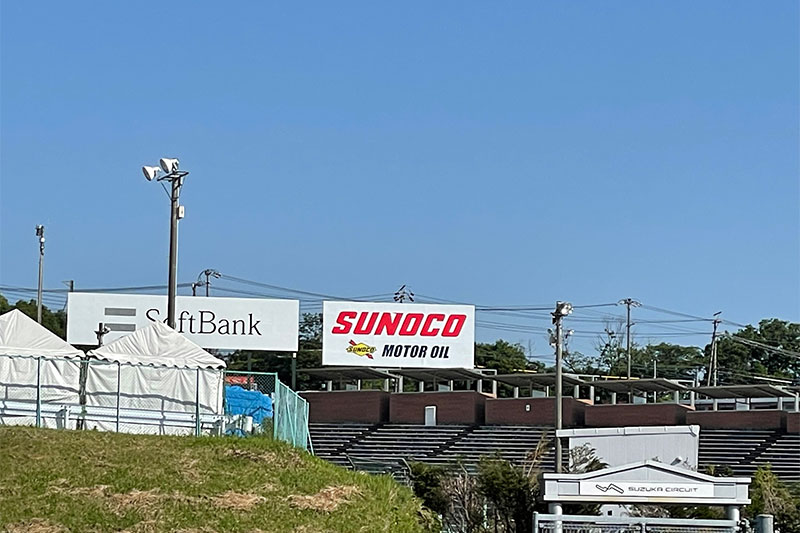 SoftBank
SUNOCO
SUNOCO
MOTOR OIL
SUZUKA CIRCUIT